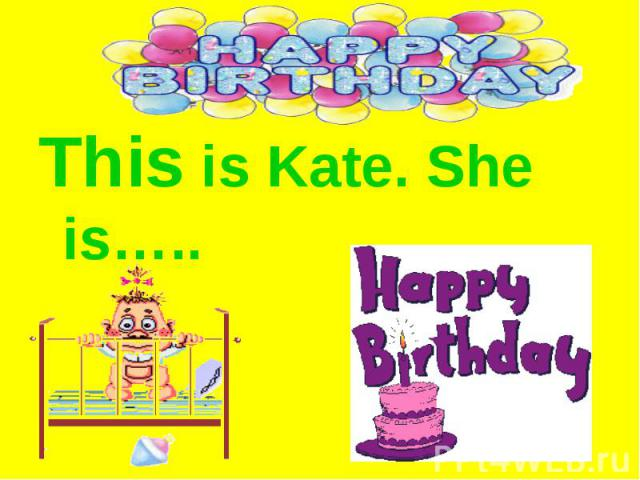 HAPPY
BIRTHDAY
This is Kate. She
is.....
Happy
Birthday
PPt4WEB.ru